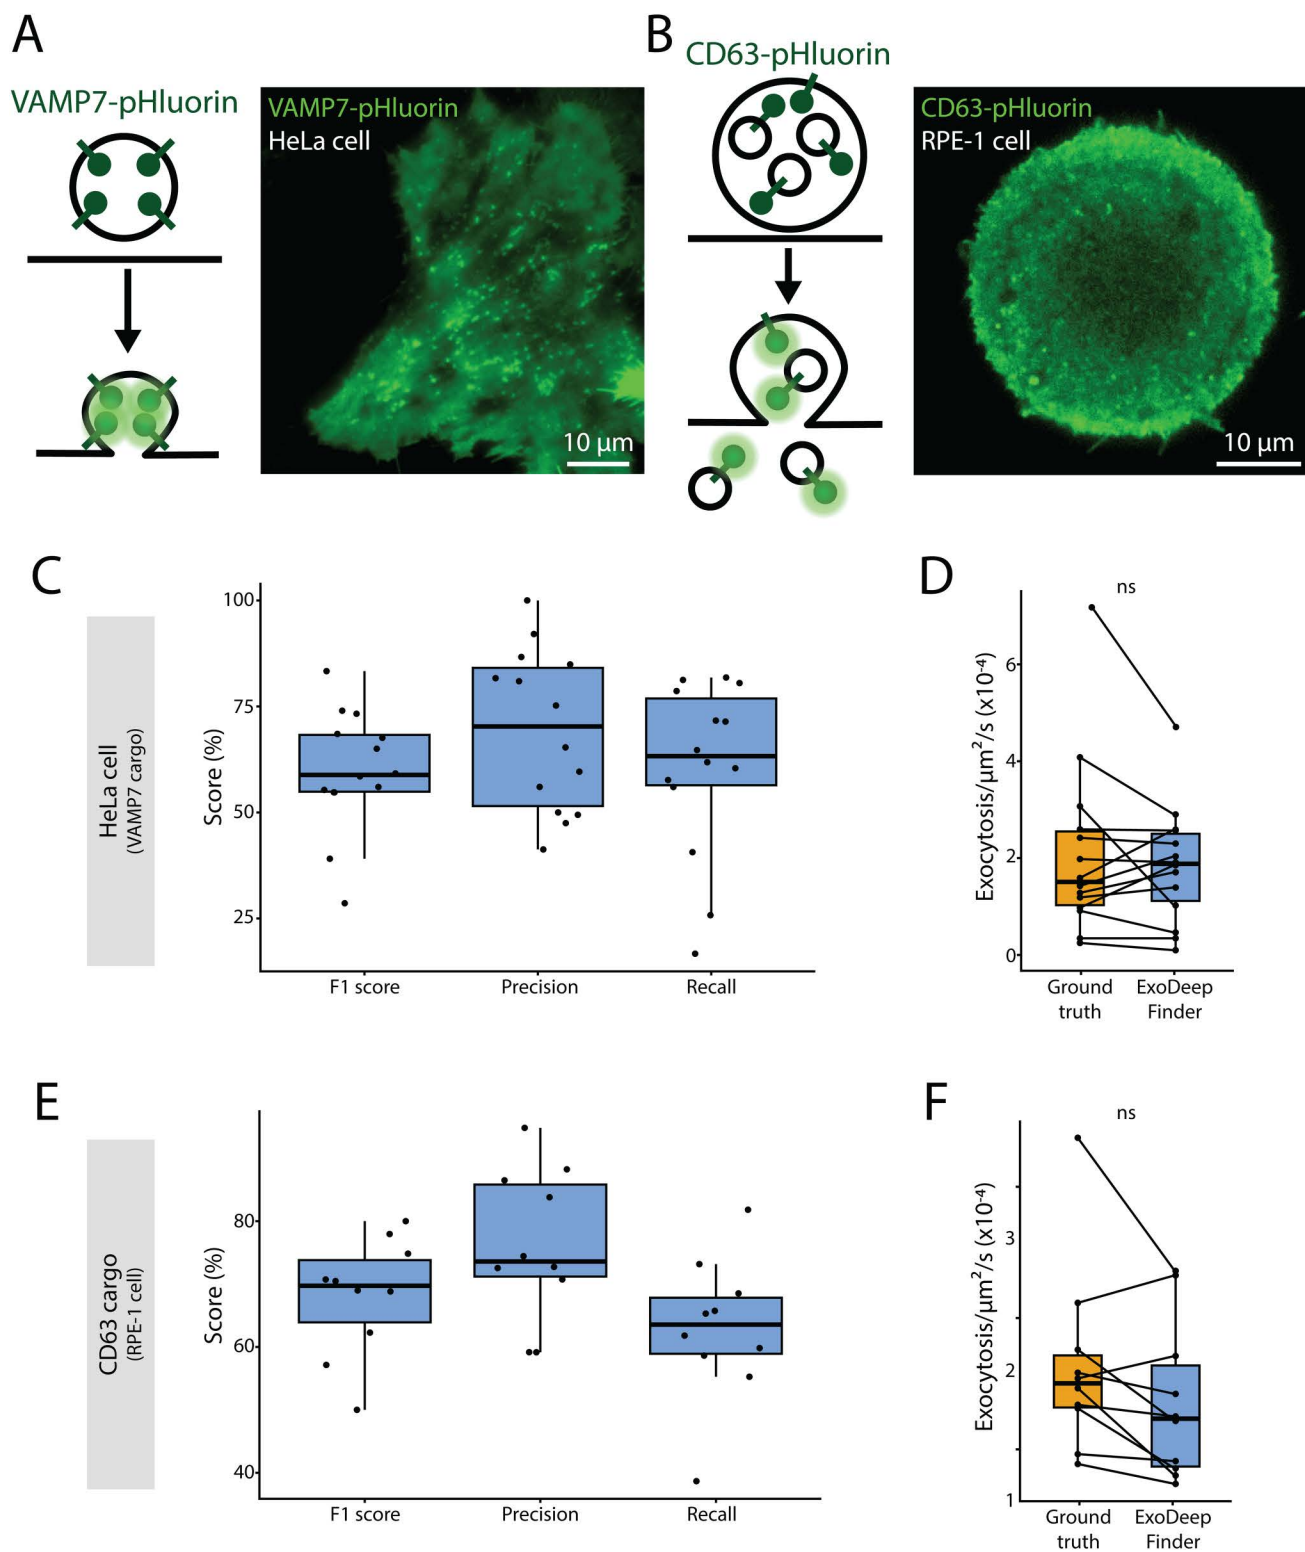 A
VAMP7-pHluorin
VAMP7-pHluorin
HeLa cell
10 µm
B
CD63-pHluorin
CD63-pHluorin
RPE-1 cell
10 µm
C
HeLa cell
(VAMP7 cargo)
Score (%)
100
75
50
25
F1 score
Precision
Recall
D
ns
Exocytosis/µm²/s (x10⁻⁴)
6
4
2
0
Ground
truth
ExoDeep
Finder
E
CD63 cargo
(RPE-1 cell)
Score (%)
80
60
40
F1 score
Precision
Recall
F
ns
Exocytosis/µm²/s (x10⁻⁴)
3
2
1
Ground
truth
ExoDeep
Finder